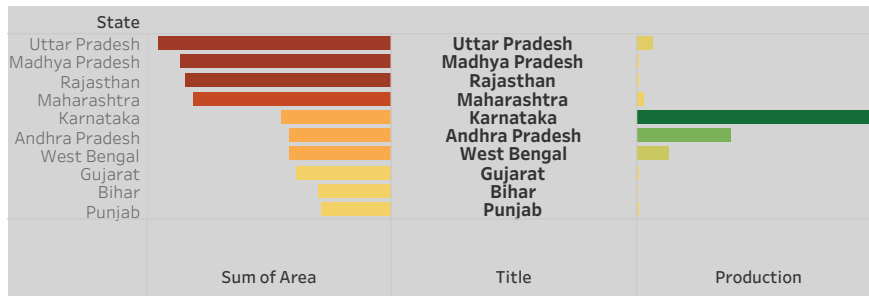 State
Uttar Pradesh Uttar Pradesh
Madhya Pradesh Madhya Pradesh
Rajasthan Rajasthan
Maharashtra Maharashtra
Karnataka Karnataka
Andhra Pradesh Andhra Pradesh
West Bengal West Bengal
Gujarat Gujarat
Bihar Bihar
Punjab Punjab
Sum of Area Title Production